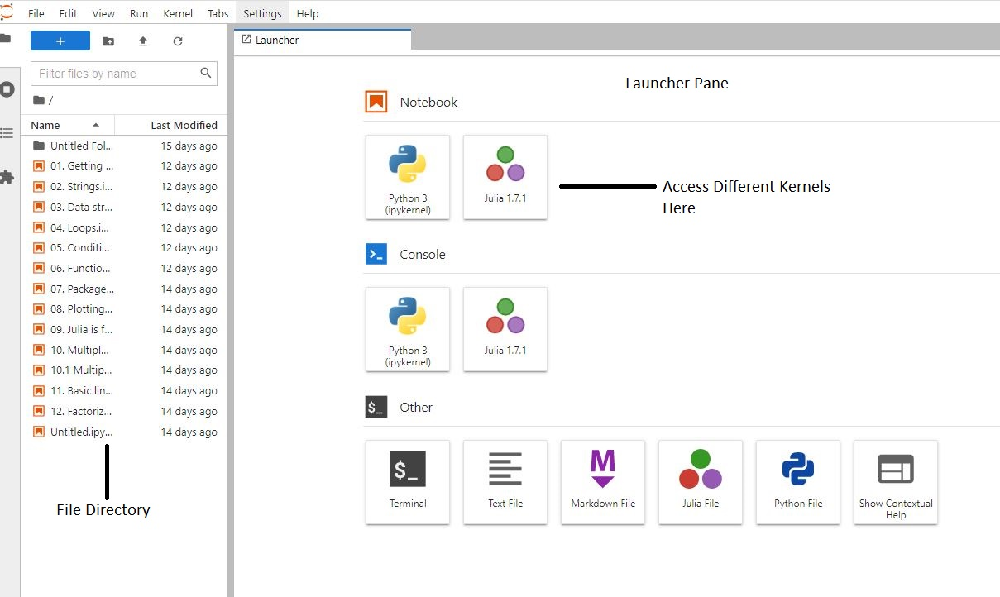 File Edit View Run Kernel Tabs Settings Help
+
Launcher
Filter files by name
/
Name Last Modified
Untitled Fol... 15 days ago
01. Getting ... 12 days ago
02. Strings.i... 12 days ago
03. Data str... 12 days ago
04. Loops.i... 12 days ago
05. Conditi... 12 days ago
06. Functio... 12 days ago
07. Package... 14 days ago
08. Plotting... 14 days ago
09. Julia is f... 14 days ago
10. Multipl... 14 days ago
10.1 Multip... 14 days ago
11. Basic lin... 14 days ago
12. Factoriz... 14 days ago
Untitled.ipy... 14 days ago
File Directory
Launcher Pane
Notebook
Python 3
(ipykernel)
Julia 1.7.1
Access Different Kernels
Here
>_ Console
Python 3
(ipykernel)
Julia 1.7.1
$_ Other
$_
Terminal
Text File
M
Markdown File
Julia File
Python File
Show Contextual
Help